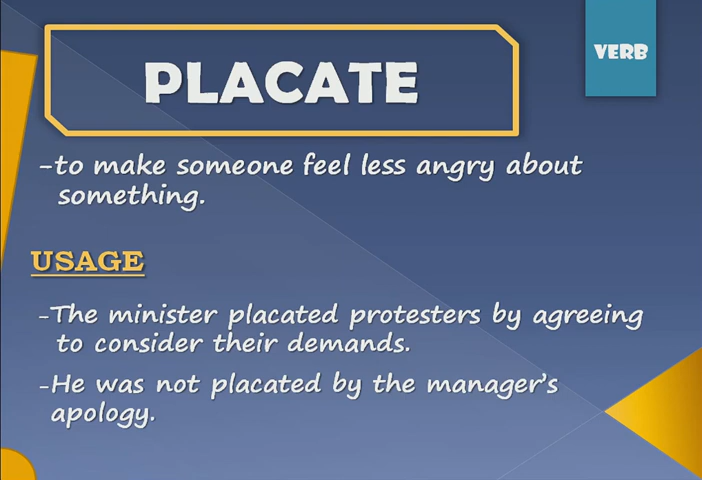 PLACATE
VERB
-to make someone feel less angry about
something.
USAGE
-The minister placated protesters by agreeing
to consider their demands.
-He was not placated by the manager's
apology.